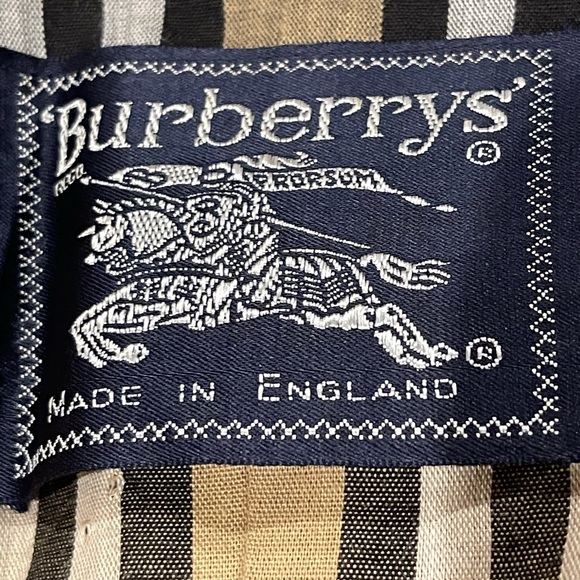 'Burberrys'
®
PRORSUM
®
MADE IN ENGLAND